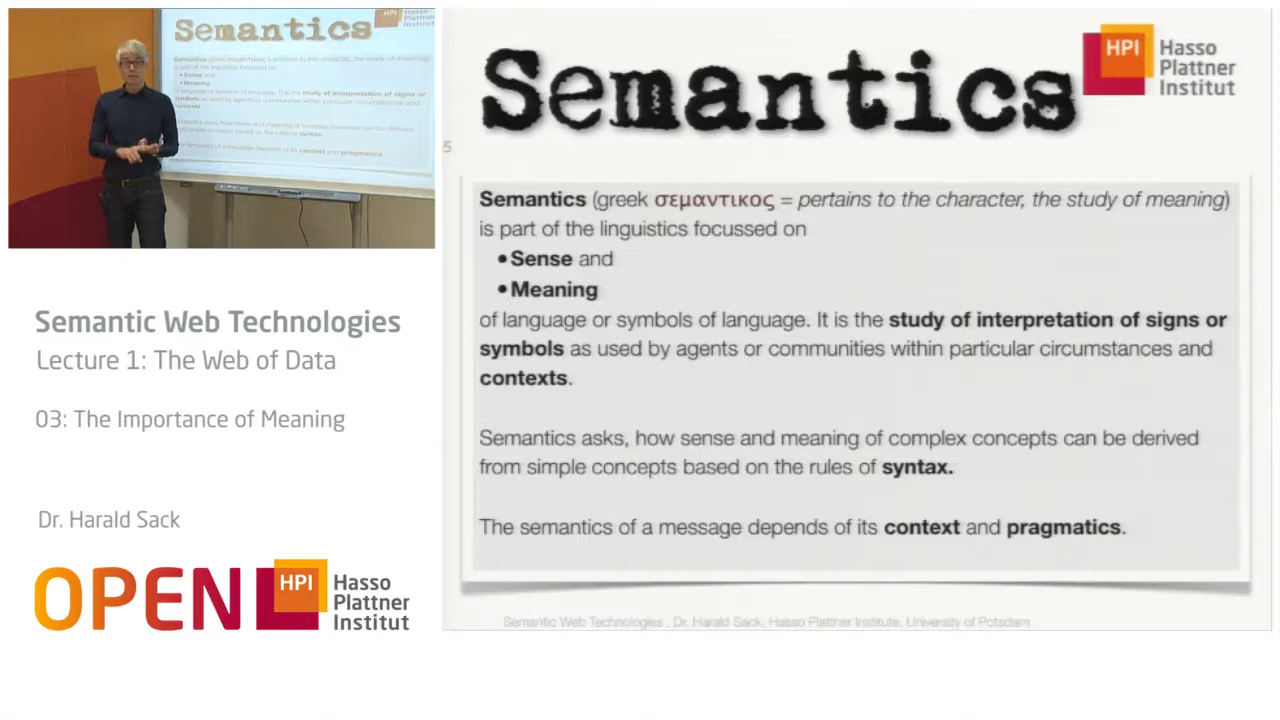 Semantics
HPI Hasso
Plattner
Institut
5
Semantics (greek σεμαντικος = pertains to the character, the study of meaning)
is part of the linguistics focussed on
•Sense and
•Meaning
of language or symbols of language. It is the study of interpretation of signs or
symbols as used by agents or communities within particular circumstances and
contexts.
Semantics asks, how sense and meaning of complex concepts can be derived
from simple concepts based on the rules of syntax.
The semantics of a message depends of its context and pragmatics.
Semantic Web Technologies , Dr. Harald Sack, Hasso Plattner Institute, University of Potsdam
Semantics
Semantic Web Technologies
Lecture 1: The Web of Data
03: The Importance of Meaning
Dr. Harald Sack
OPEN HPI Hasso
Plattner
Institut